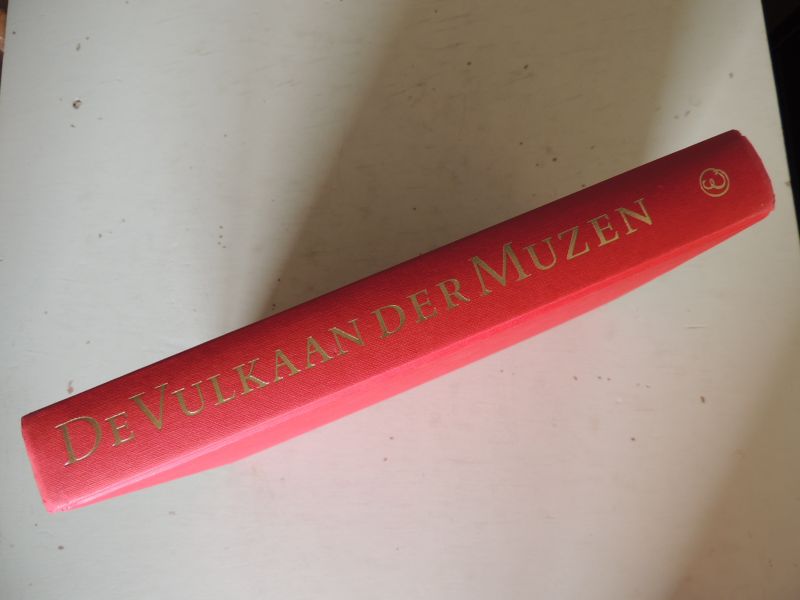 DE VULKAAN DER MUZEN